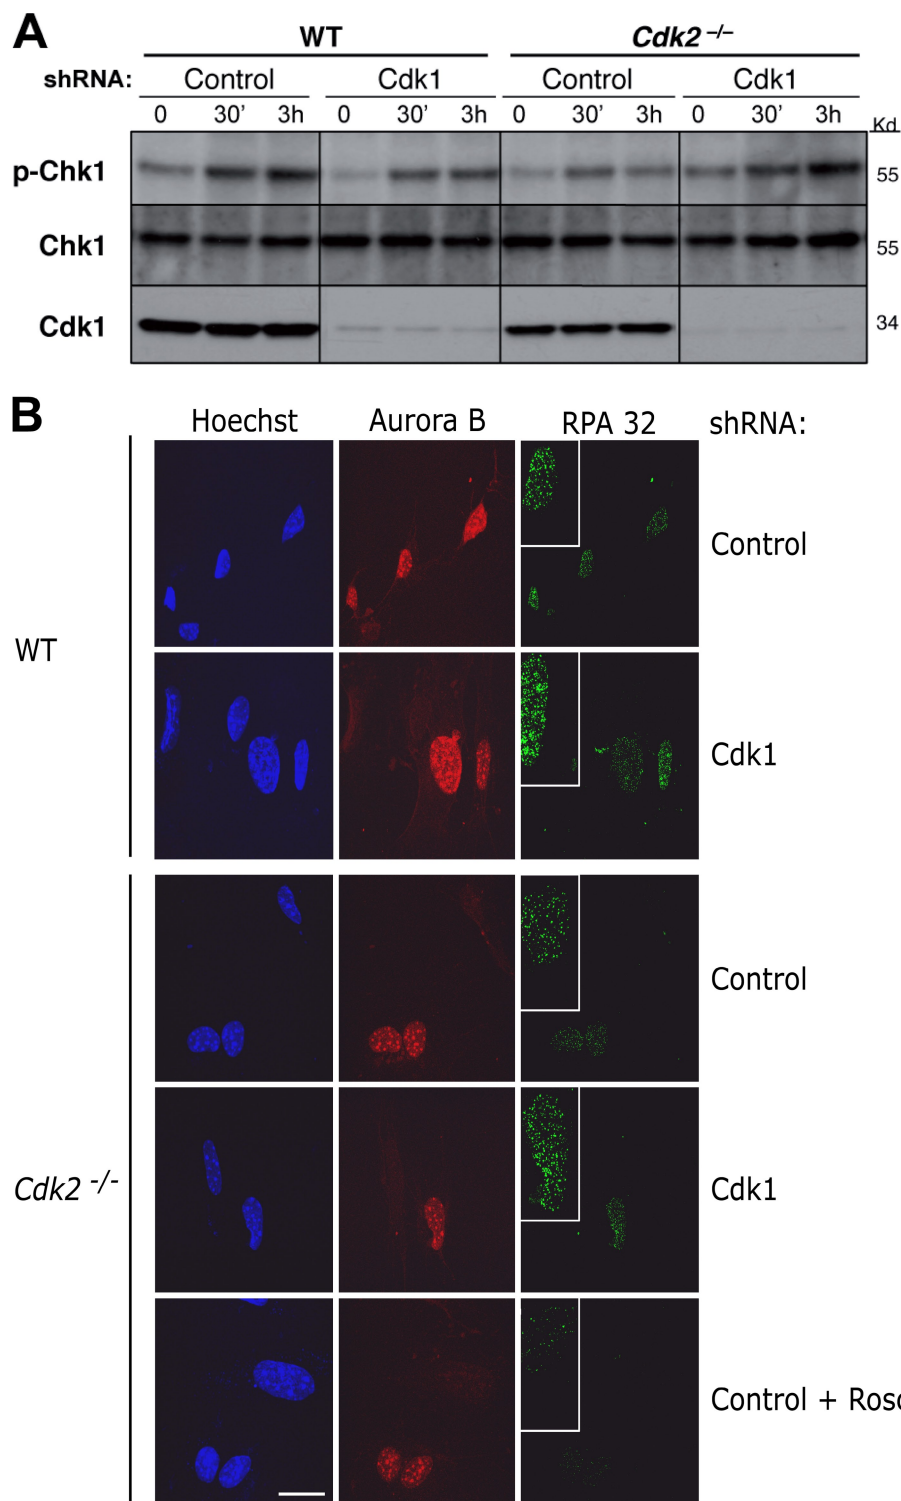 A
WT Cdk2 –/–
shRNA: Control Cdk1 Control Cdk1
0 30’ 3h 0 30’ 3h 0 30’ 3h 0 30’ 3h
Kd
p-Chk1 55
Chk1 55
Cdk1 34
B
Hoechst Aurora B RPA 32 shRNA:
Control
WT
Cdk1
Control
Cdk2 -/- Cdk1
Control + Rosc